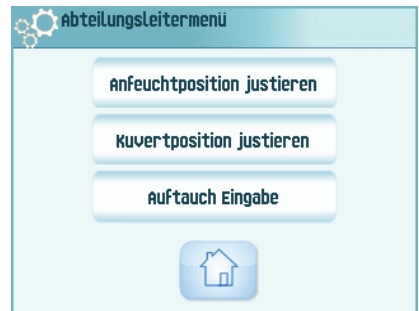 Abteilungsleitermenü
Anfeuchtposition justieren
Kuvertposition justieren
Auftauch Eingabe